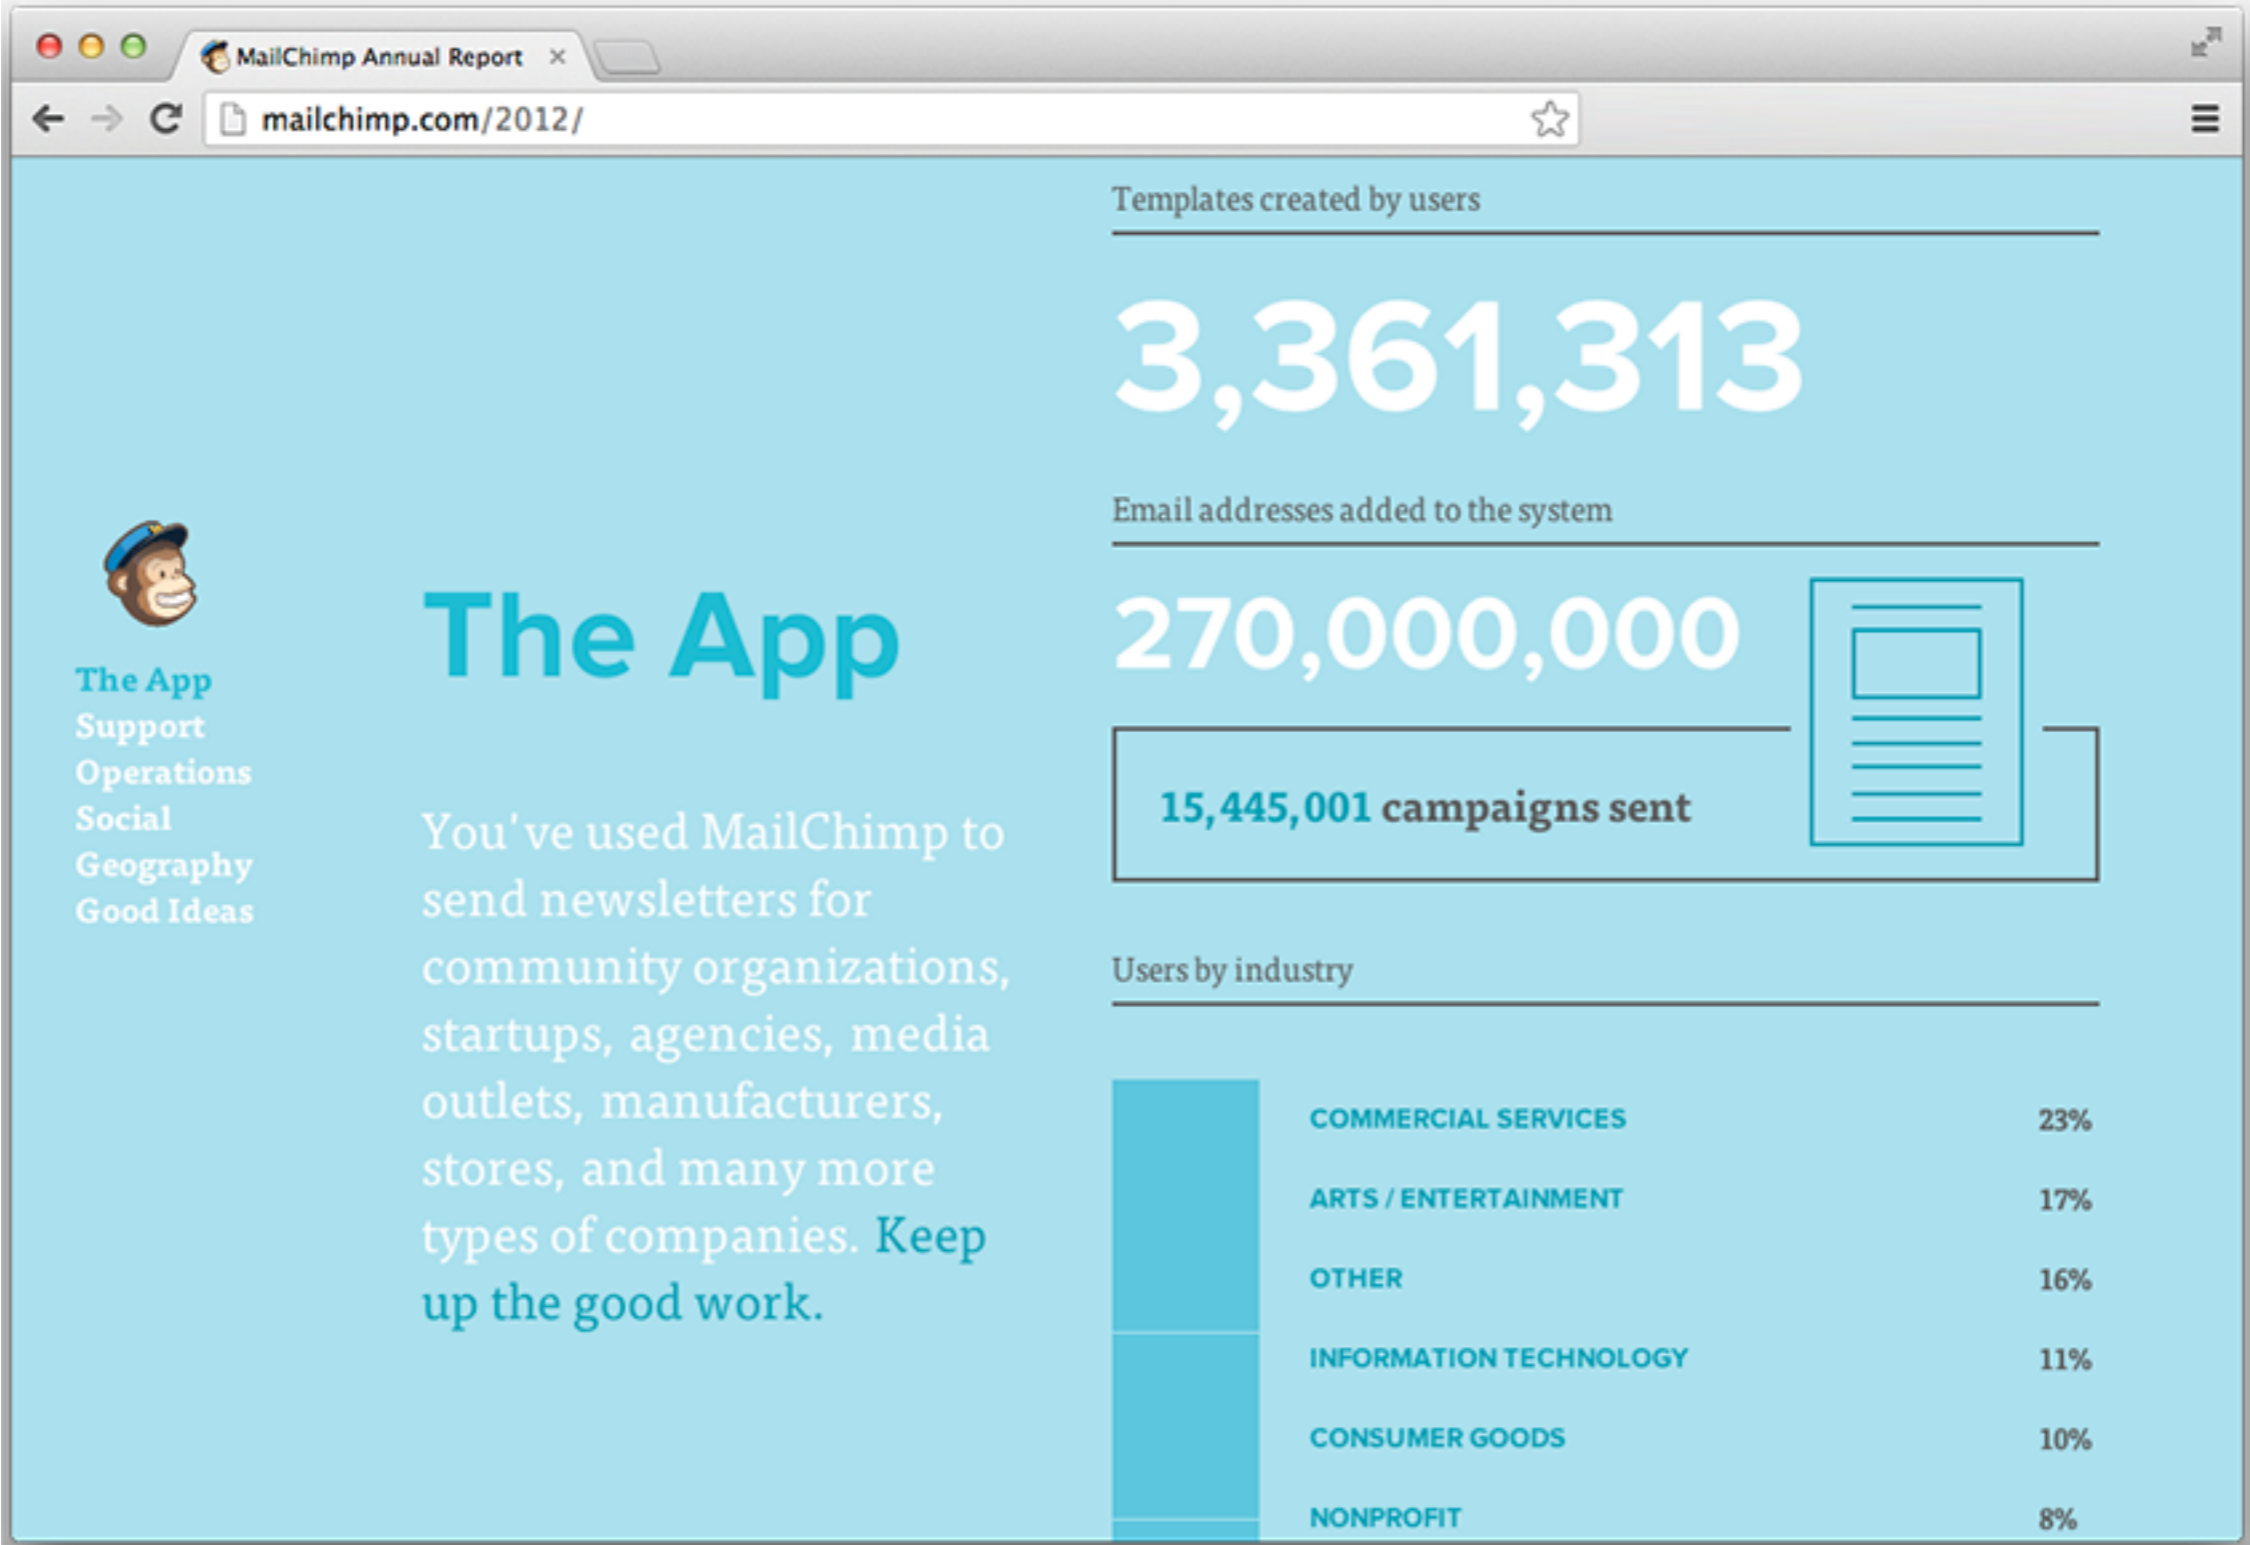 MailChimp Annual Report
mailchimp.com/2012/
The App
Support
Operations
Social
Geography
Good Ideas
The App
You've used MailChimp to
send newsletters for
community organizations,
startups, agencies, media
outlets, manufacturers,
stores, and many more
types of companies. Keep
up the good work.
Templates created by users
3,361,313
Email addresses added to the system
270,000,000
15,445,001 campaigns sent
Users by industry
COMMERCIAL SERVICES 23%
ARTS / ENTERTAINMENT 17%
OTHER 16%
INFORMATION TECHNOLOGY 11%
CONSUMER GOODS 10%
NONPROFIT 8%